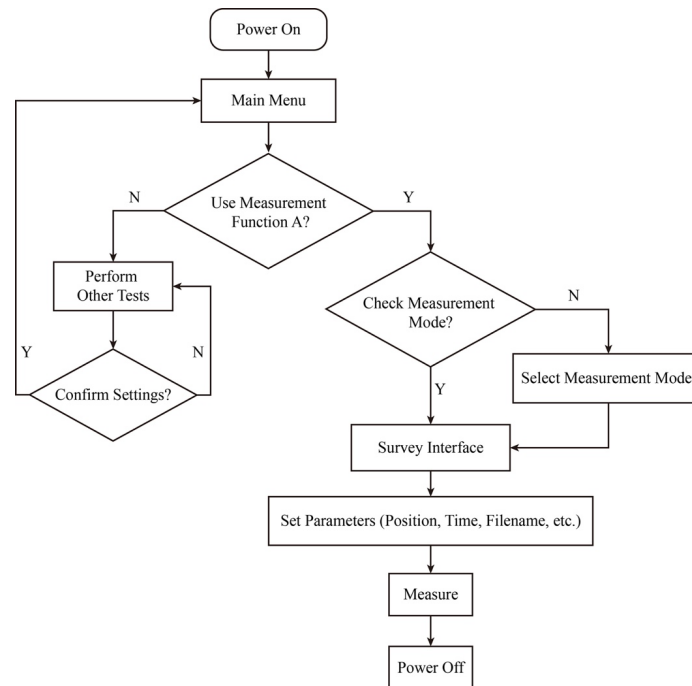 Power On
Main Menu
N
Use Measurement
Function A?
Y
Perform
Other Tests
Check Measurement
Mode?
N
Y
N
Confirm Settings?
Select Measurement Mode
Y
Survey Interface
Set Parameters (Position, Time, Filename, etc.)
Measure
Power Off